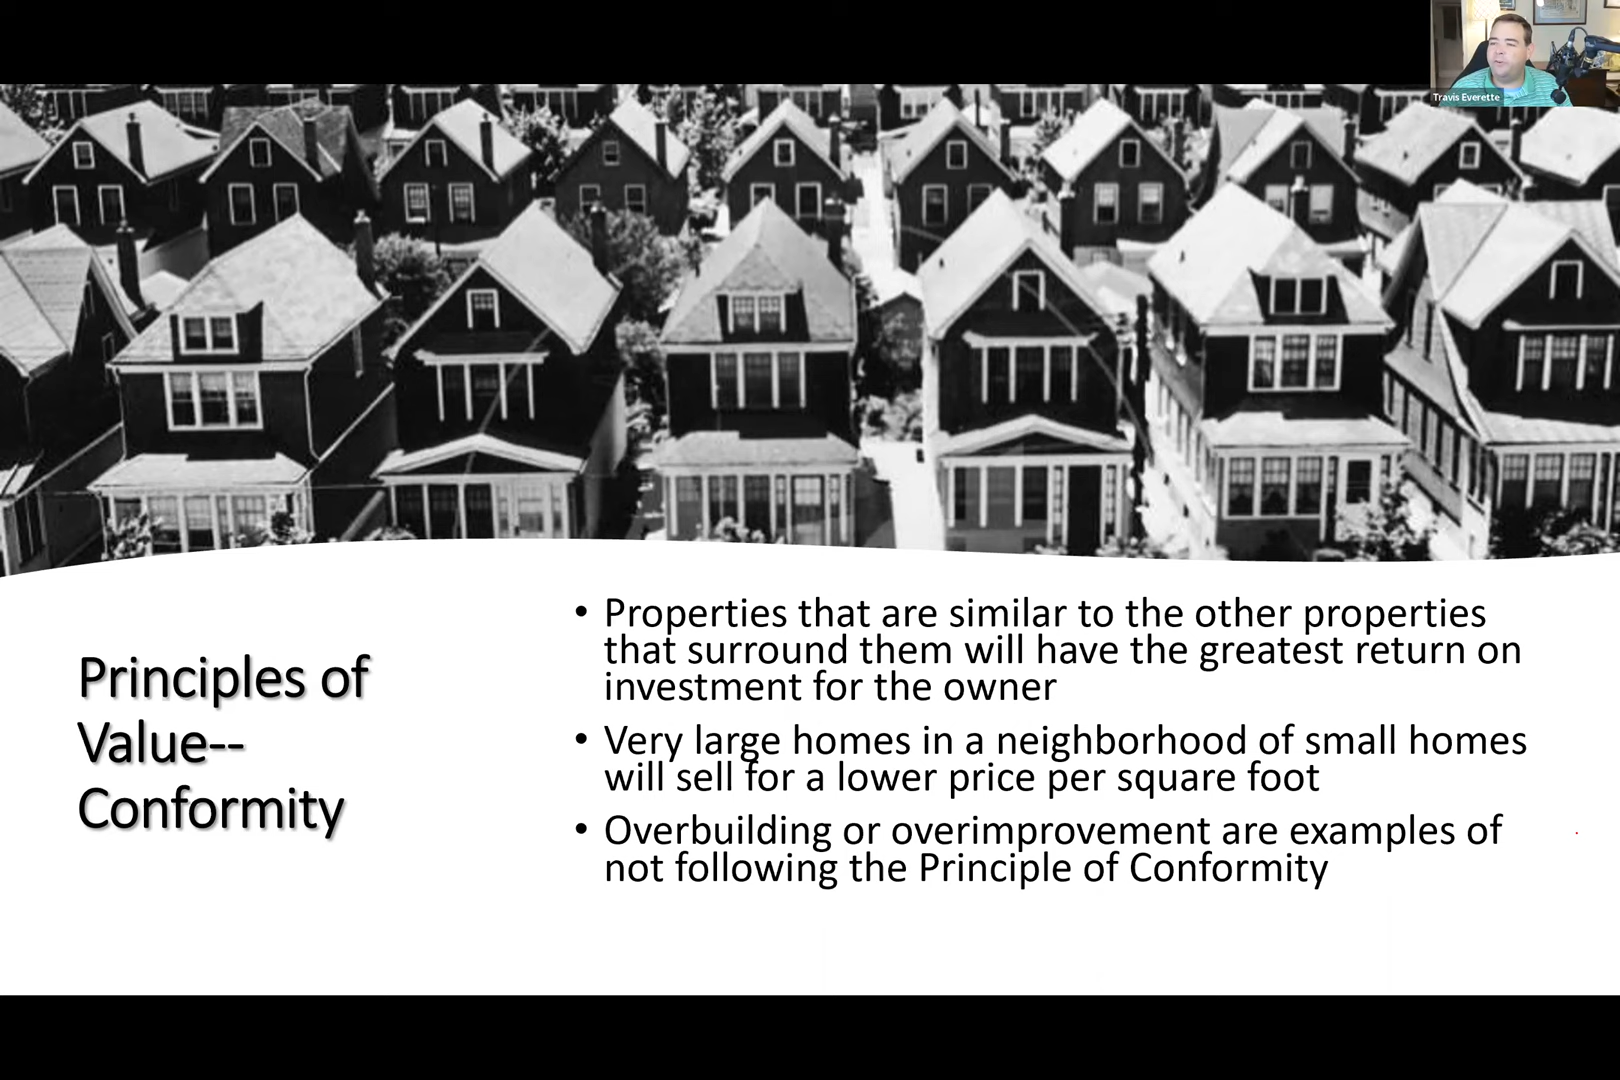 Travis Everette
Principles of
Value--
Conformity
• Properties that are similar to the other properties
that surround them will have the greatest return on
investment for the owner
• Very large homes in a neighborhood of small homes
will sell for a lower price per square foot
• Overbuilding or overimprovement are examples of
not following the Principle of Conformity